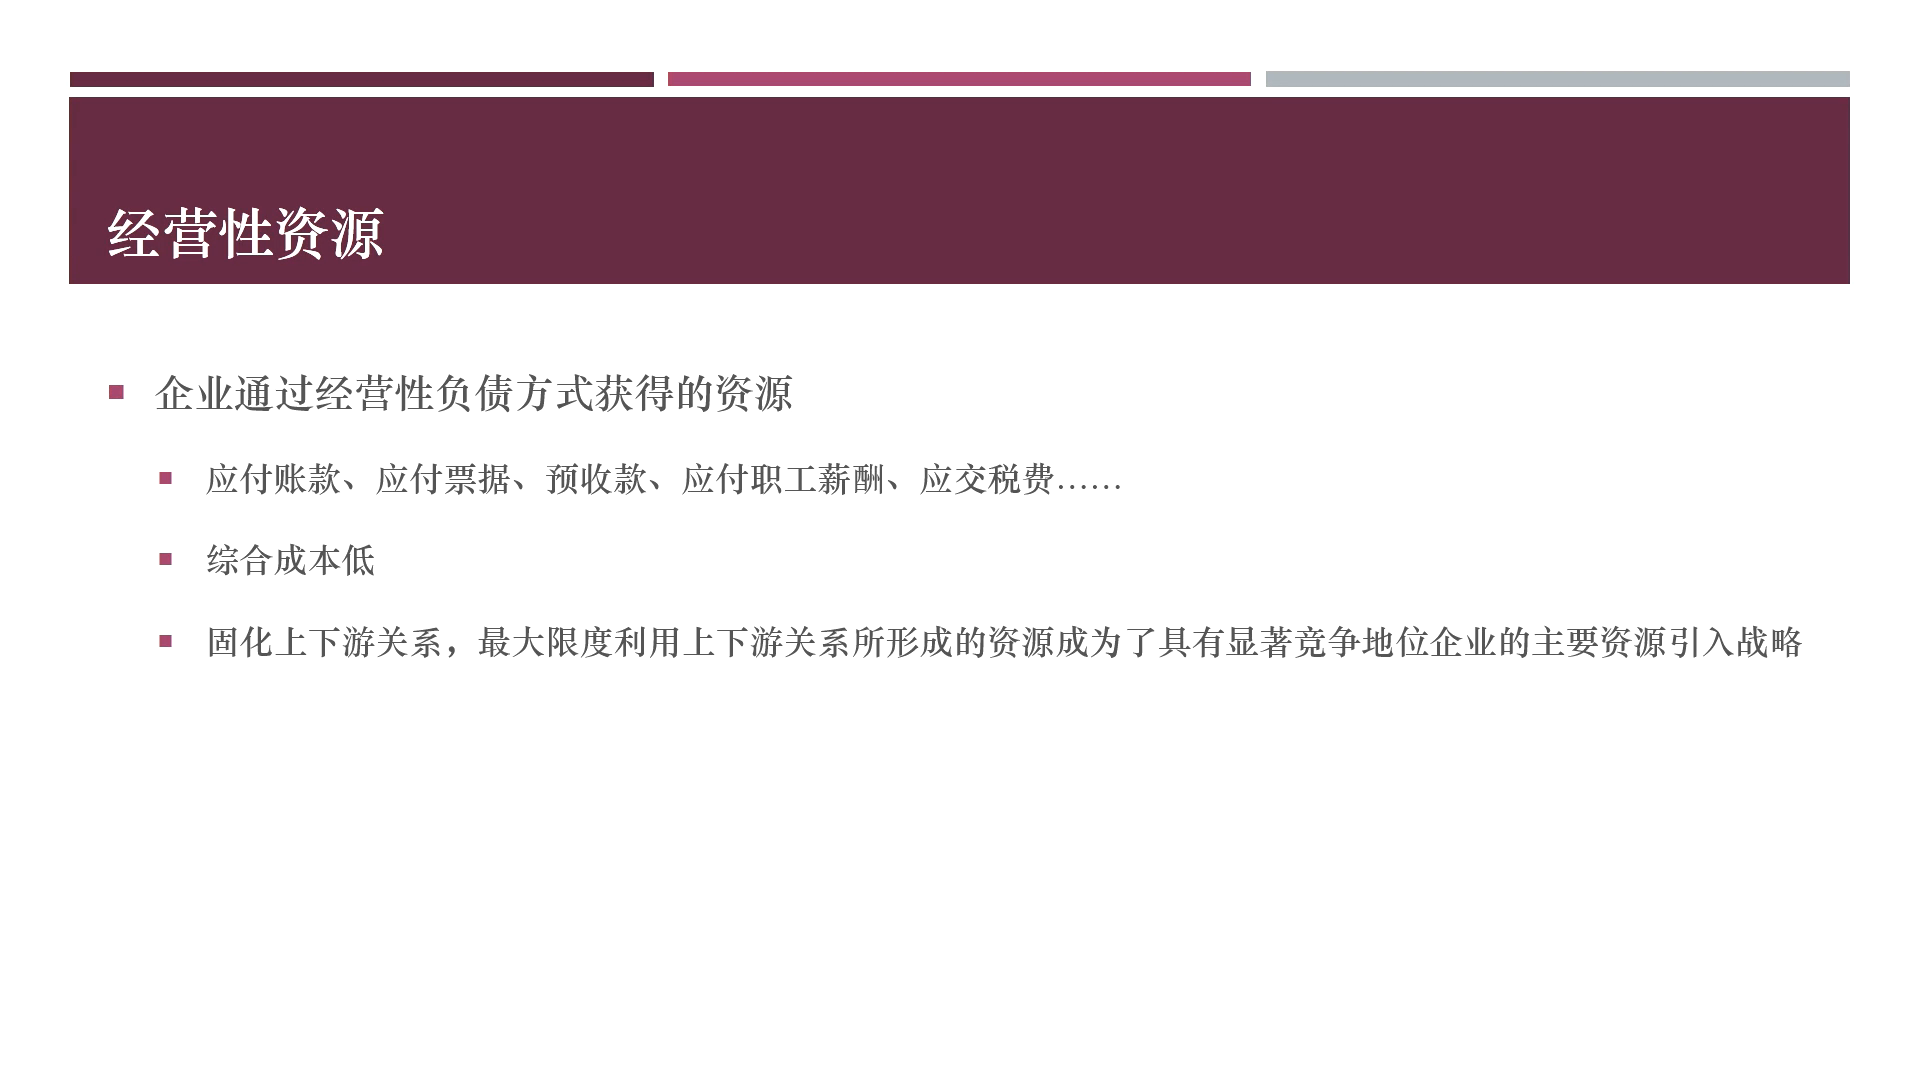 经营性资源
企业通过经营性负债方式获得的资源
应付账款、应付票据、预收款、应付职工薪酬、应交税费……
综合成本低
固化上下游关系，最大限度利用上下游关系所形成的资源成为了具有显著竞争地位企业的主要资源引入战略